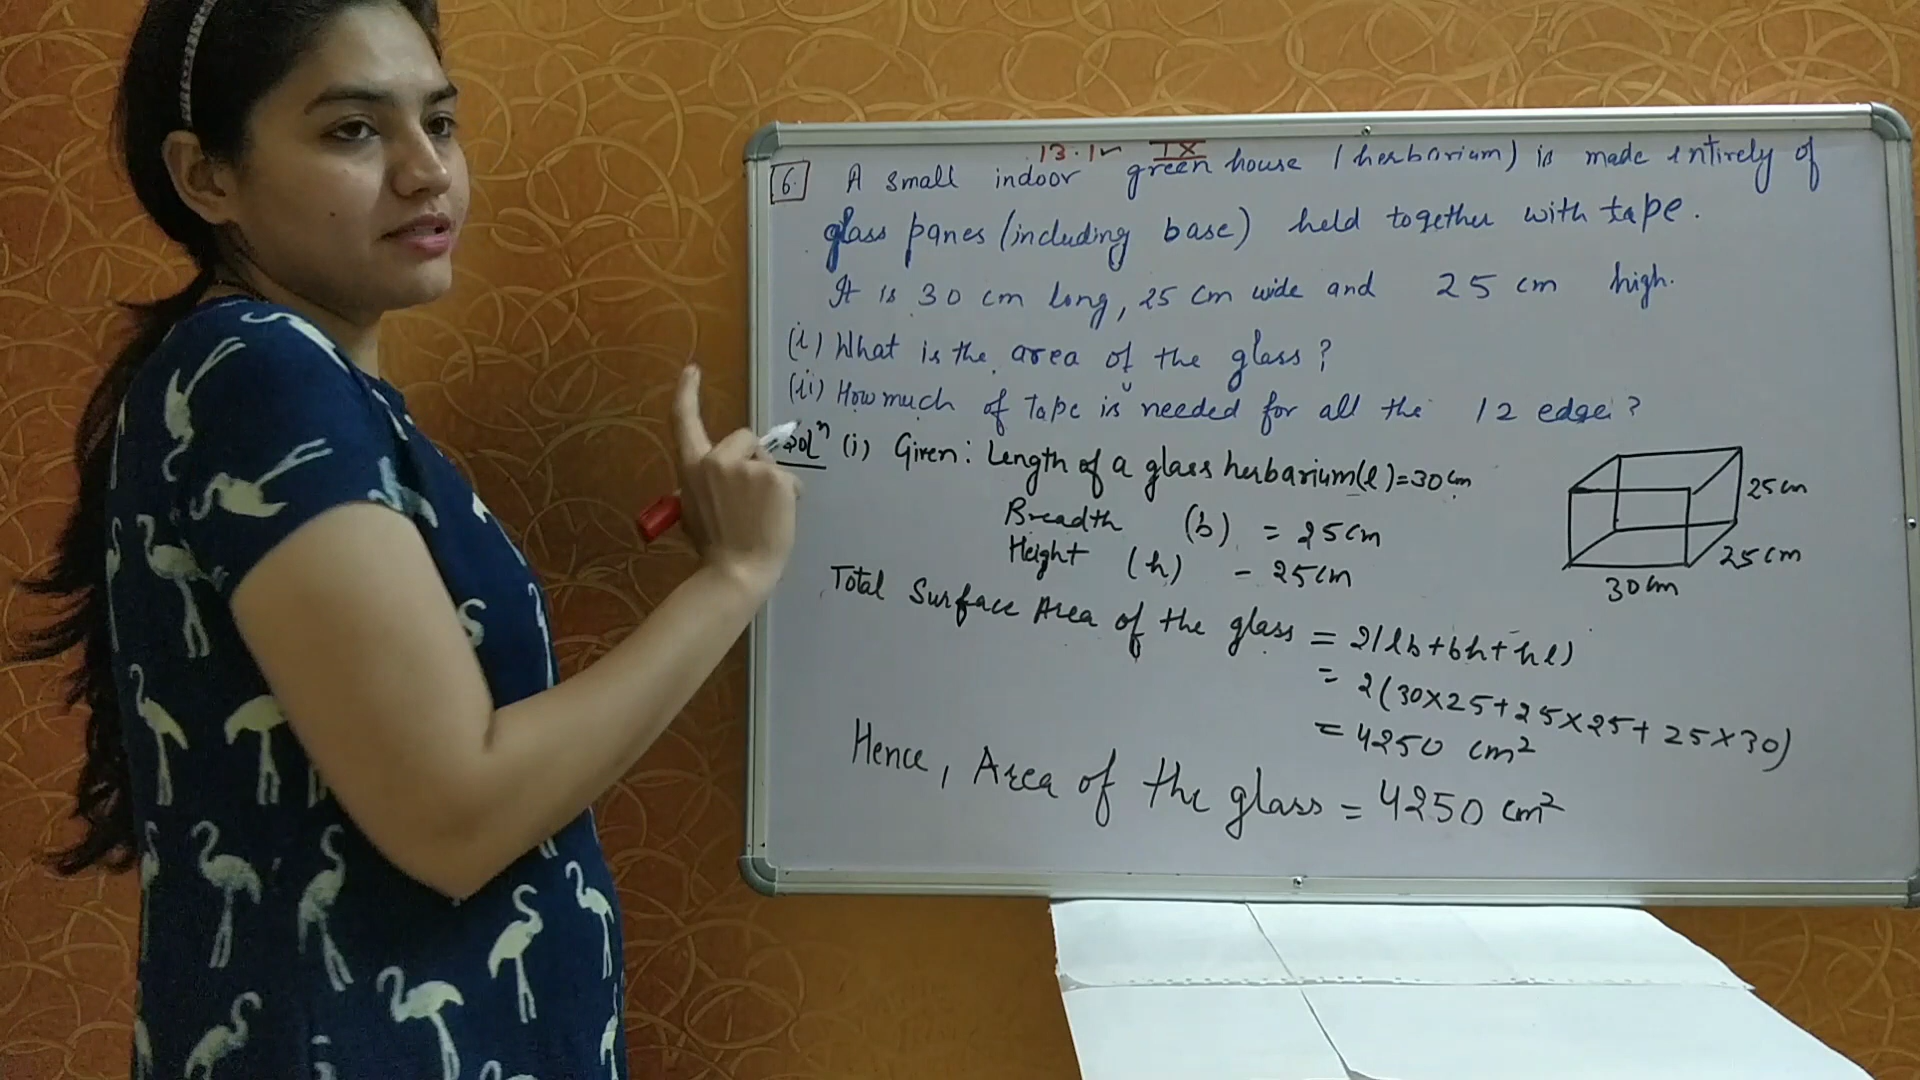 13.1 IX
6. A small indoor green house (herbarium) is made entirely of
glass panes (including base) held together with tape.
It is 30 cm long, 25 cm wide and 25 cm high.
(i) What is the area of the glass?
(ii) How much of Tape is needed for all the 12 edges?
Solⁿ (i) Given: Length of a glass herbarium (l) = 30cm
Breadth (b) = 25cm
Height (h) - 25cm
25cm
25cm
30cm
Total Surface Area of the glass = 2(lb+bh+hl)
= 2(30×25+25×25+25×30)
= 4250 cm²
Hence, Area of the glass = 4250 cm²